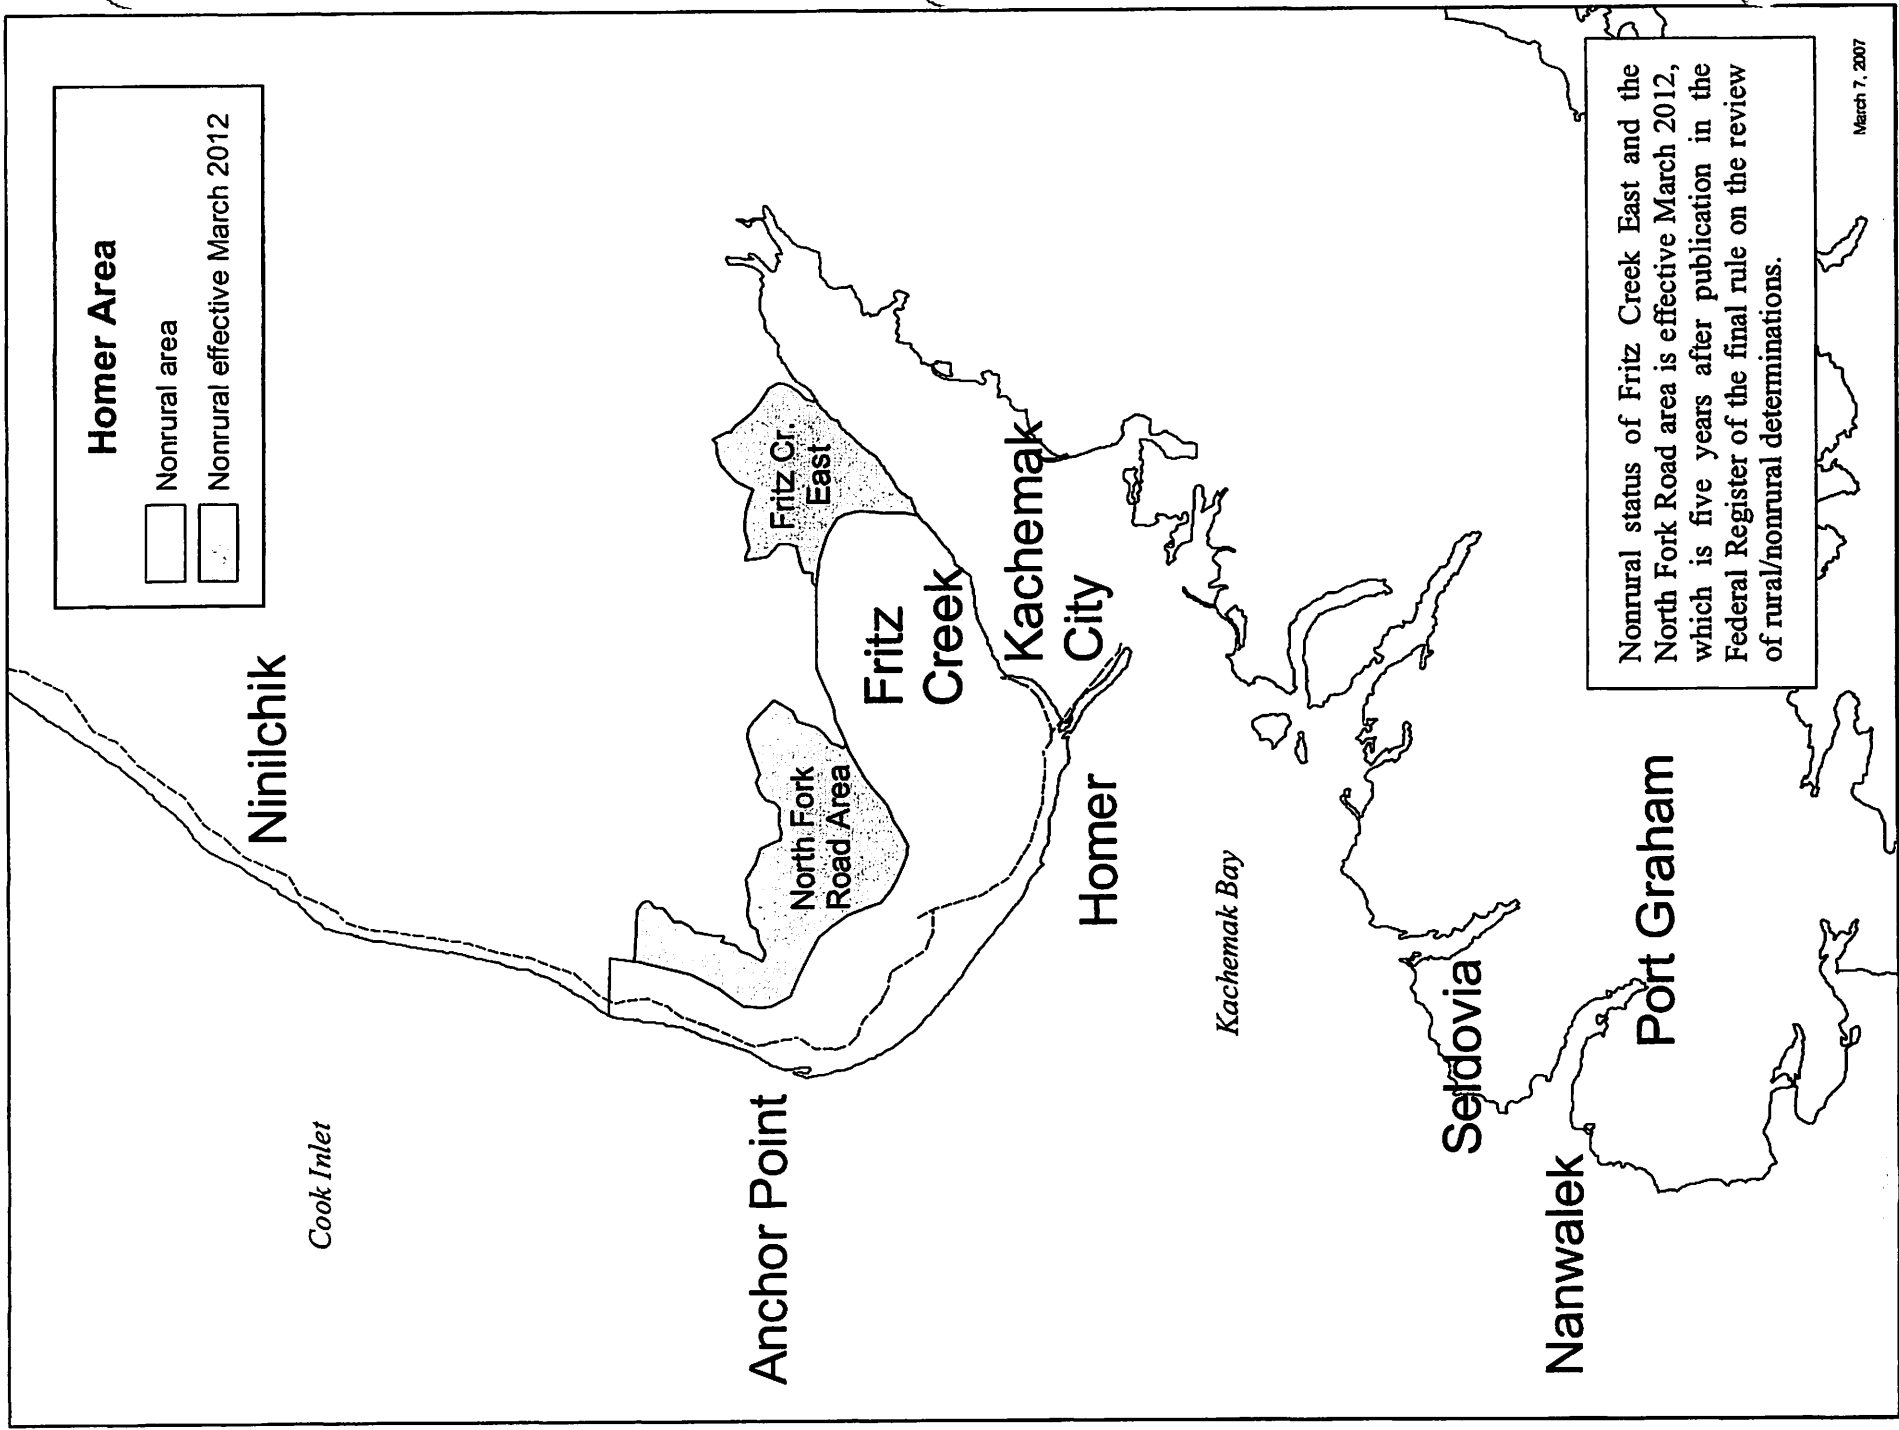 Homer Area
Nonrural area
Nonrural effective March 2012
Ninilchik
Cook Inlet
Fritz Cr.
East
North Fork
Road Area
Fritz
Creek
Anchor Point
Kachemak
City
Homer
Kachemak Bay
Seldovia
Nanwalek
Port Graham
Nonrural status of Fritz Creek East and the
North Fork Road area is effective March 2012,
which is five years after publication in the
Federal Register of the final rule on the review
of rural/nonrural determinations.
March 7, 2007